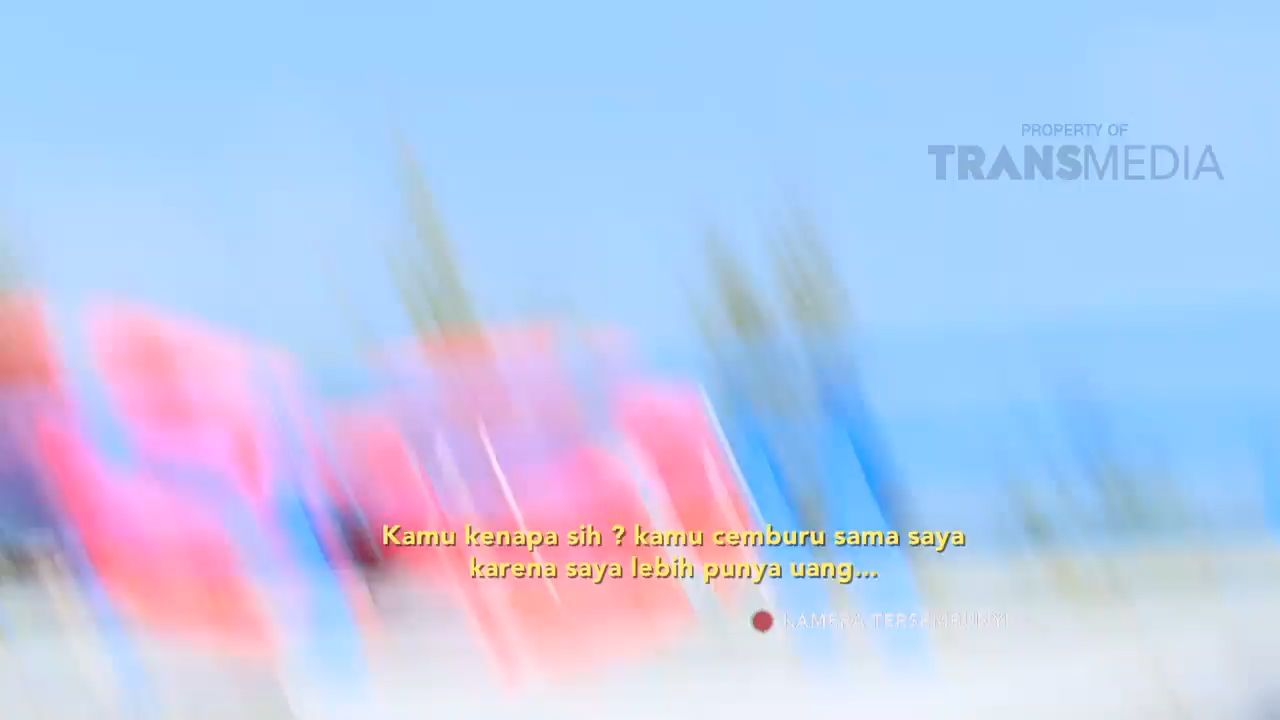 PROPERTY OF
TRANSMEDIA
Kamu kenapa sih ? kamu cemburu sama saya
karena saya lebih punya uang...
KAMERA TERSEMBUNYI